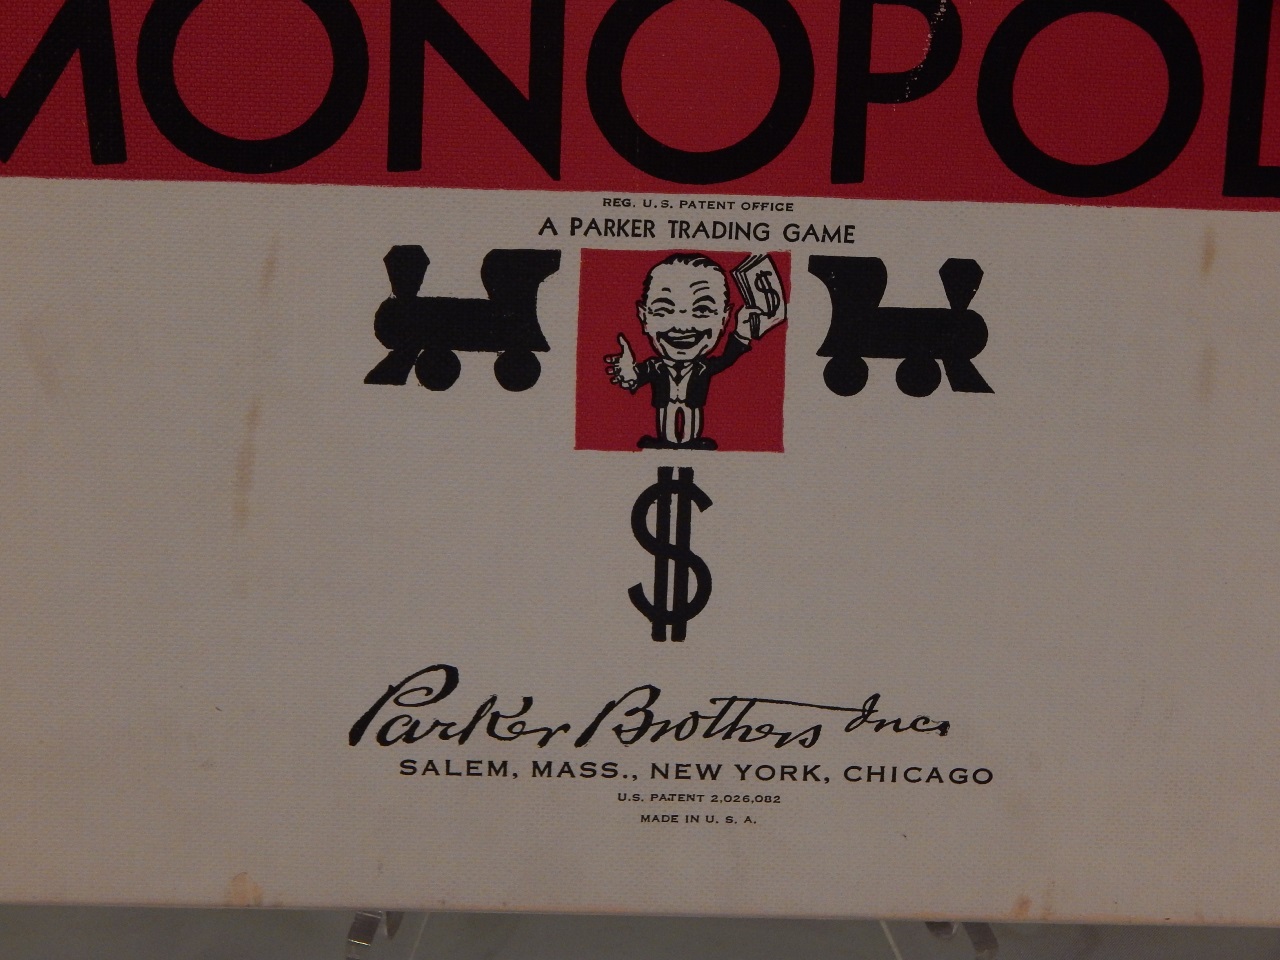 MONOPOL
REG. U.S. PATENT OFFICE
A PARKER TRADING GAME
$
$
Parker Brothers Inc.
SALEM, MASS., NEW YORK, CHICAGO
U.S. PATENT 2,026,082
MADE IN U. S. A.